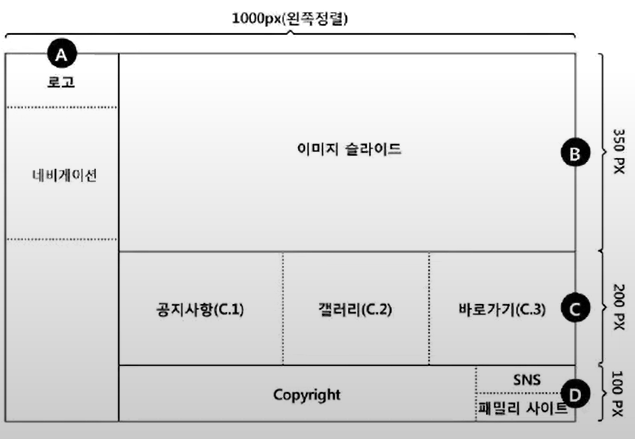 1000px(왼쪽정렬)
A
로고
네비게이션
이미지 슬라이드
B
350 PX
공지사항(C.1)
갤러리(C.2)
바로가기(C.3)
C
200 PX
Copyright
SNS
패밀리 사이트
D
100 PX